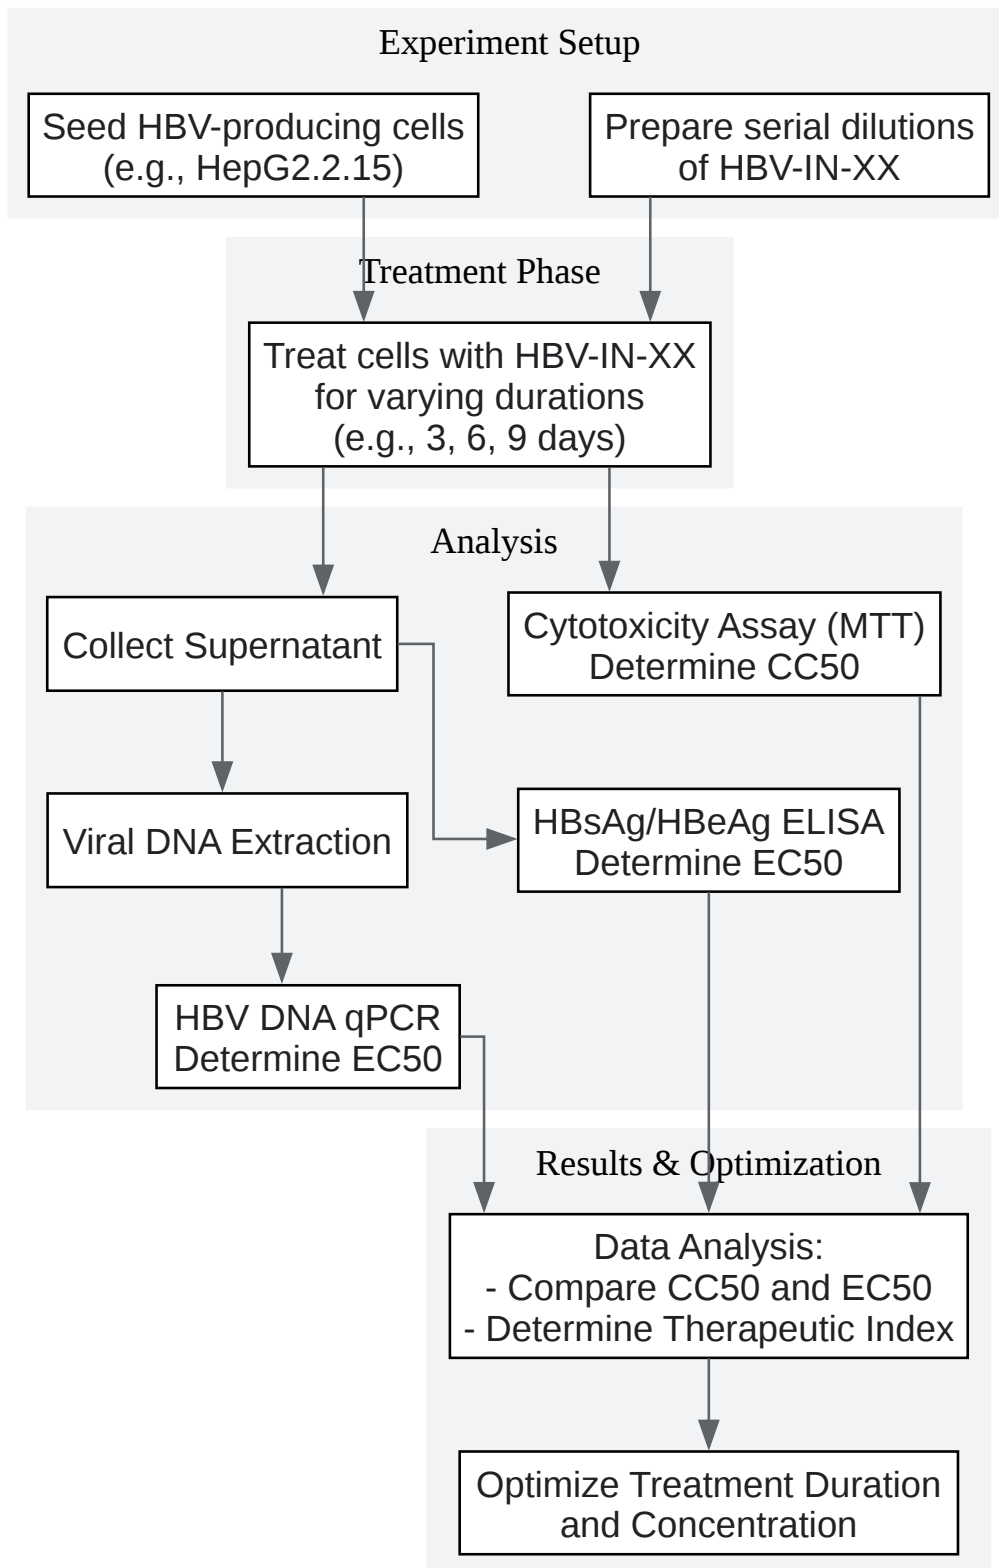 Experiment Setup
Seed HBV-producing cells
(e.g., HepG2.2.15)
Prepare serial dilutions
of HBV-IN-XX
Treatment Phase
Treat cells with HBV-IN-XX
for varying durations
(e.g., 3, 6, 9 days)
Analysis
Collect Supernatant
Cytotoxicity Assay (MTT)
Determine CC50
Viral DNA Extraction
HBsAg/HBeAg ELISA
Determine EC50
HBV DNA qPCR
Determine EC50
Results & Optimization
Data Analysis:
- Compare CC50 and EC50
- Determine Therapeutic Index
Optimize Treatment Duration
and Concentration